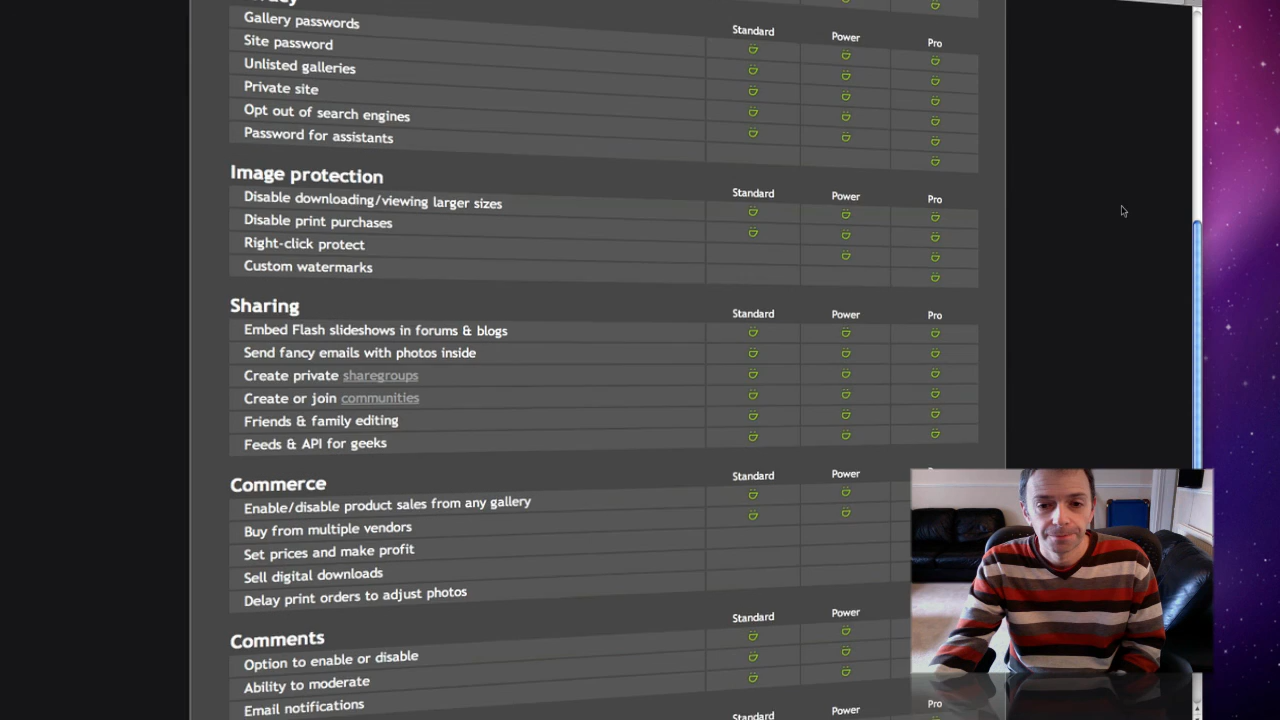 Gallery passwords
Standard Power Pro
Site password
Unlisted galleries
Private site
Opt out of search engines
Password for assistants
Image protection
Standard Power Pro
Disable downloading/viewing larger sizes
Disable print purchases
Right-click protect
Custom watermarks
Sharing
Standard Power Pro
Embed Flash slideshows in forums & blogs
Send fancy emails with photos inside
Create private sharegroups
Create or join communities
Friends & family editing
Feeds & API for geeks
Commerce
Standard Power
Enable/disable product sales from any gallery
Buy from multiple vendors
Set prices and make profit
Sell digital downloads
Delay print orders to adjust photos
Comments
Standard Power
Option to enable or disable
Ability to moderate
Email notifications
Standard Power Pro